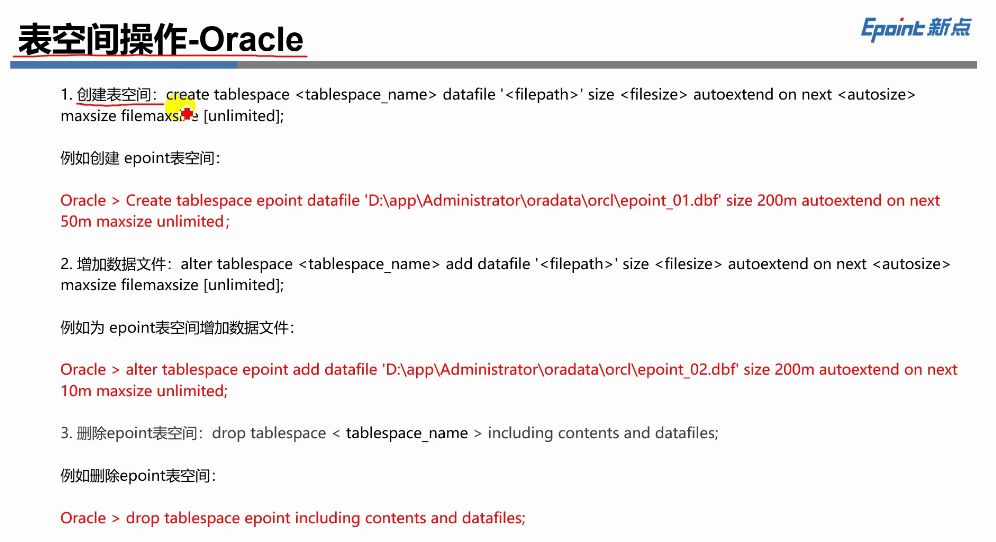 表空间操作-Oracle
Epoint 新点
1. 创建表空间：create tablespace <tablespace_name> datafile '<filepath>' size <filesize> autoextend on next <autosize>
maxsize filemaxsize [unlimited];
例如创建 epoint表空间：
Oracle > Create tablespace epoint datafile 'D:\app\Administrator\oradata\orcl\epoint_01.dbf' size 200m autoextend on next
50m maxsize unlimited；
2. 增加数据文件：alter tablespace <tablespace_name> add datafile '<filepath>' size <filesize> autoextend on next <autosize>
maxsize filemaxsize [unlimited];
例如为 epoint表空间增加数据文件：
Oracle > alter tablespace epoint add datafile 'D:\app\Administrator\oradata\orcl\epoint_02.dbf' size 200m autoextend on next
10m maxsize unlimited;
3. 删除epoint表空间：drop tablespace < tablespace_name > including contents and datafiles;
例如删除epoint表空间：
Oracle > drop tablespace epoint including contents and datafiles;